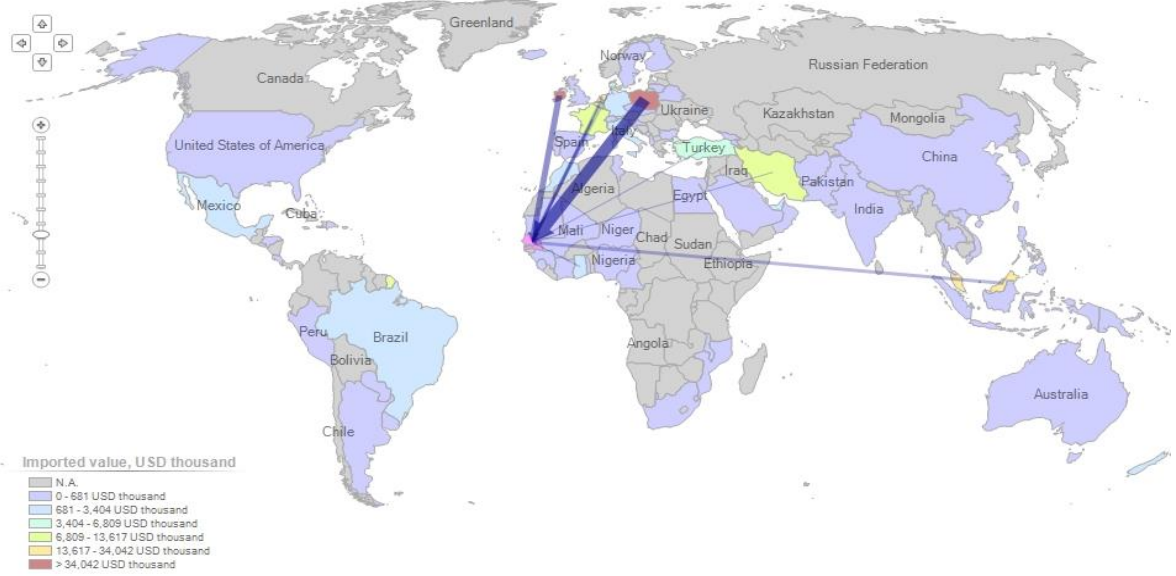 Greenland
Norway
Russian Federation
Canada
Ukraine
Kazakhstan
Mongolia
Italy
Spain
Turkey
United States of America
China
Iraq
Algeria
Pakistan
Egypt
Mexico
India
Cuba
Mali
Niger
Chad
Sudan
Nigeria
Ethiopia
Peru
Brazil
Angola
Bolivia
Australia
Chile
Imported value, USD thousand
N.A.
0 - 681 USD thousand
681 - 3,404 USD thousand
3,404 - 6,809 USD thousand
6,809 - 13,617 USD thousand
13,617 - 34,042 USD thousand
> 34,042 USD thousand